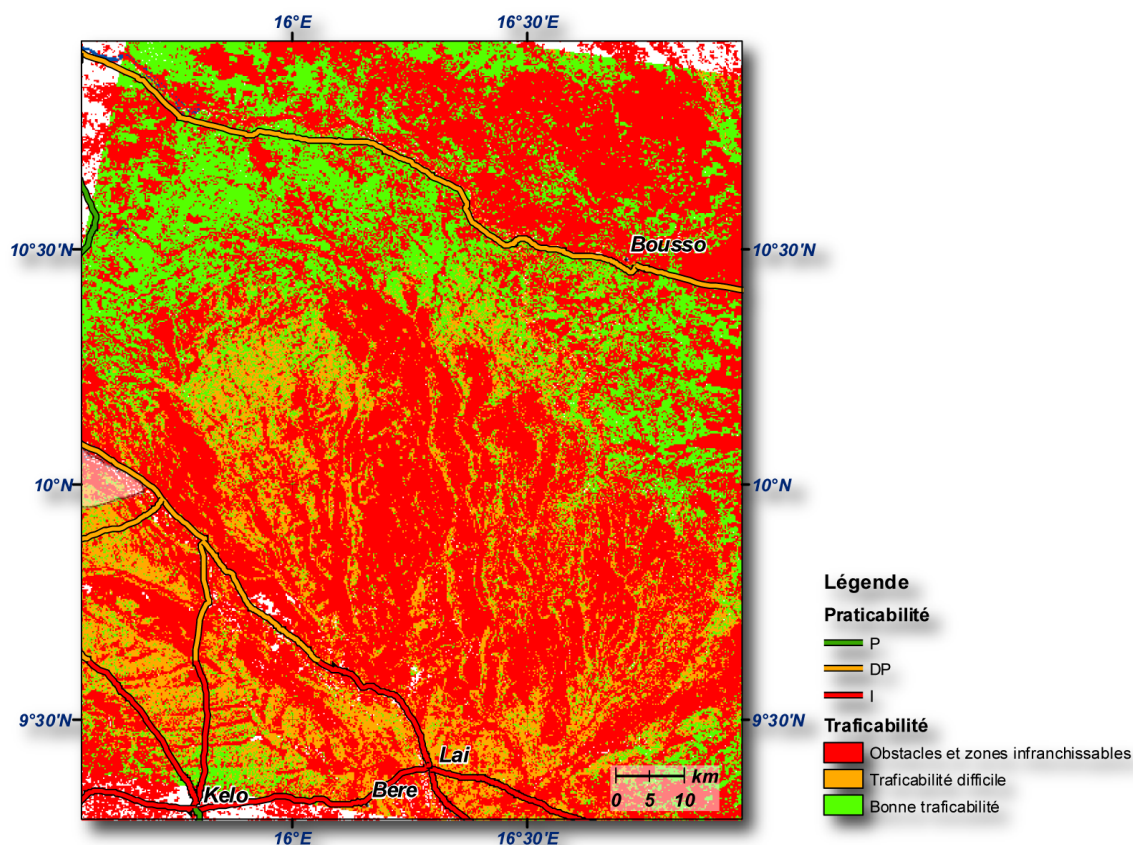 16°E 16°30'E
10°30'N Bousso 10°30'N
10°N 10°N
Légende
Praticabilité
P
DP
I
9°30'N 9°30'N
Traficabilité
Obstacles et zones infranchissables
Lai
Traficabilité difficile
Kelo Bere km
0 5 10
Bonne traficabilité
16°E 16°30'E